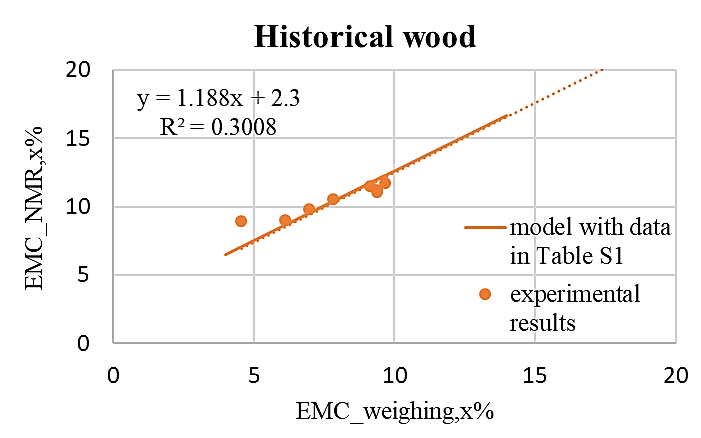 Historical wood
y = 1.188x + 2.3
R² = 0.3008
EMC_NMR,x%
20
15
10
5
0
model with data
in Table S1
experimental
results
0 5 10 15 20
EMC_weighing,x%